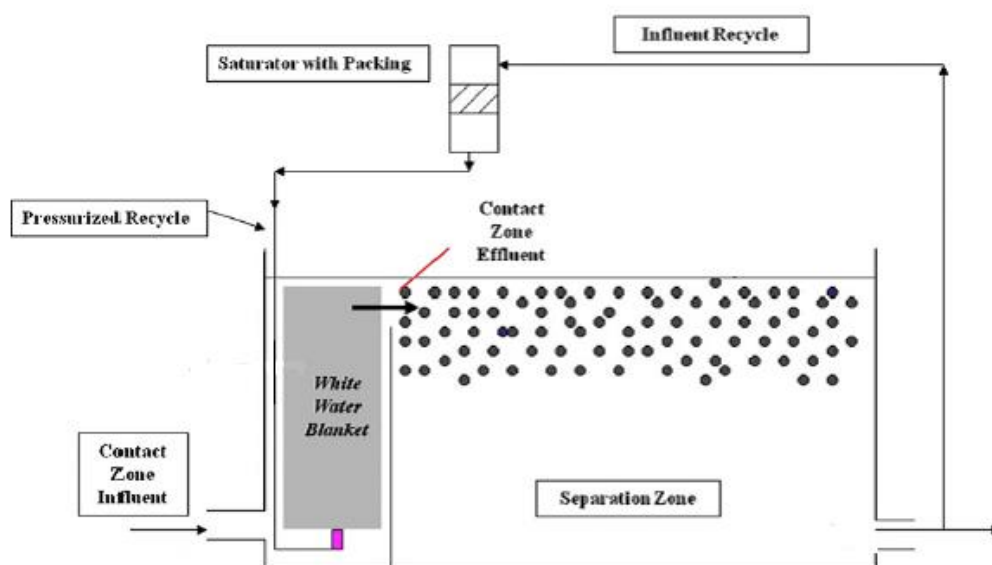 Influent Recycle
Saturator with Packing
Pressurized Recycle
Contact
Zone
Effluent
White
Water
Blanket
Contact
Zone
Influent
Separation Zone